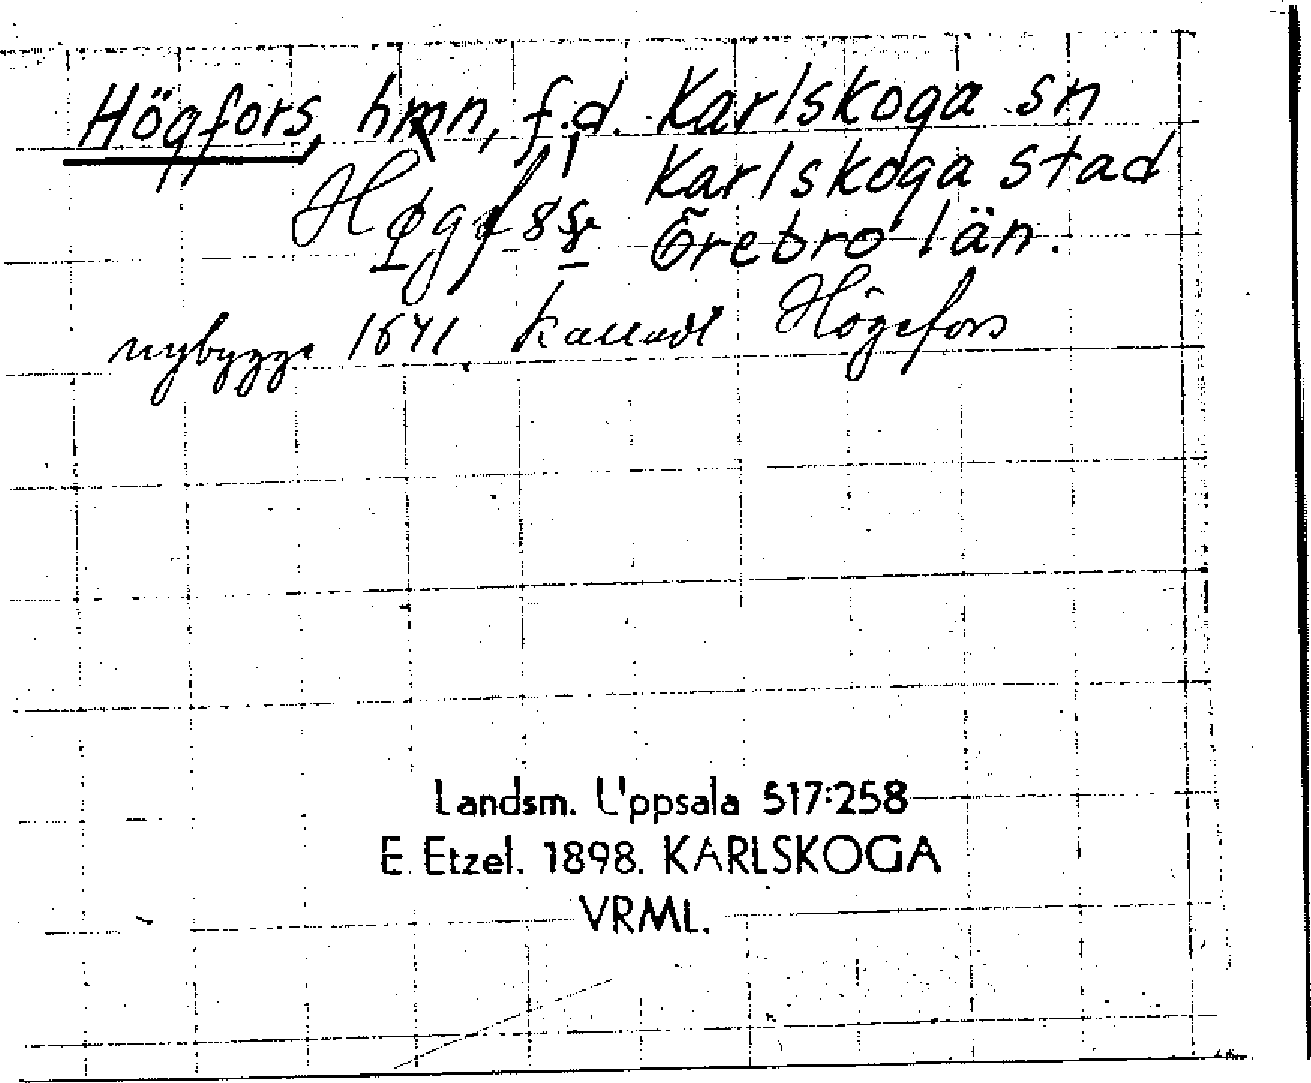 Högfors, hmn, f.d. Karlskoga sn
Karlskoga stad
Örebro län.
nybygge 1641 kalladt Högefors
Landsm. Uppsala 517:258
E. Etzel. 1898. KARLSKOGA
VRML.